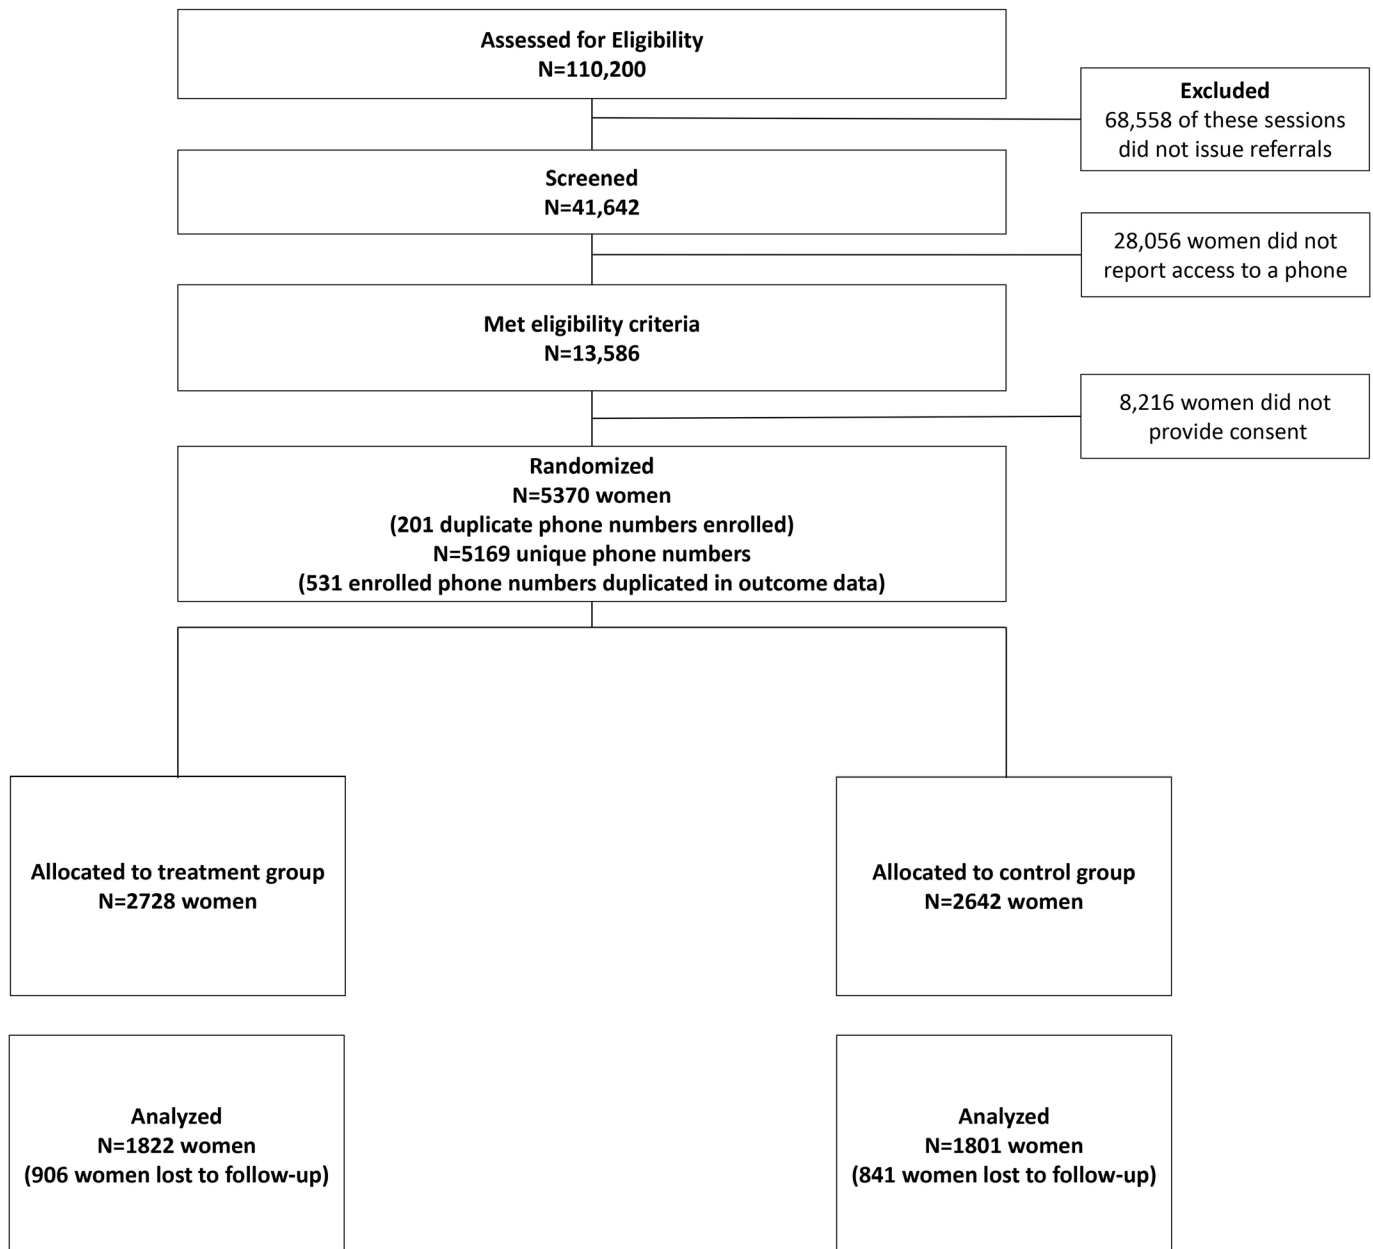 Assessed for Eligibility
N=110,200
Excluded
68,558 of these sessions
did not issue referrals
Screened
N=41,642
28,056 women did not
report access to a phone
Met eligibility criteria
N=13,586
8,216 women did not
provide consent
Randomized
N=5370 women
(201 duplicate phone numbers enrolled)
N=5169 unique phone numbers
(531 enrolled phone numbers duplicated in outcome data)
Allocated to treatment group
N=2728 women
Allocated to control group
N=2642 women
Analyzed
N=1822 women
(906 women lost to follow-up)
Analyzed
N=1801 women
(841 women lost to follow-up)